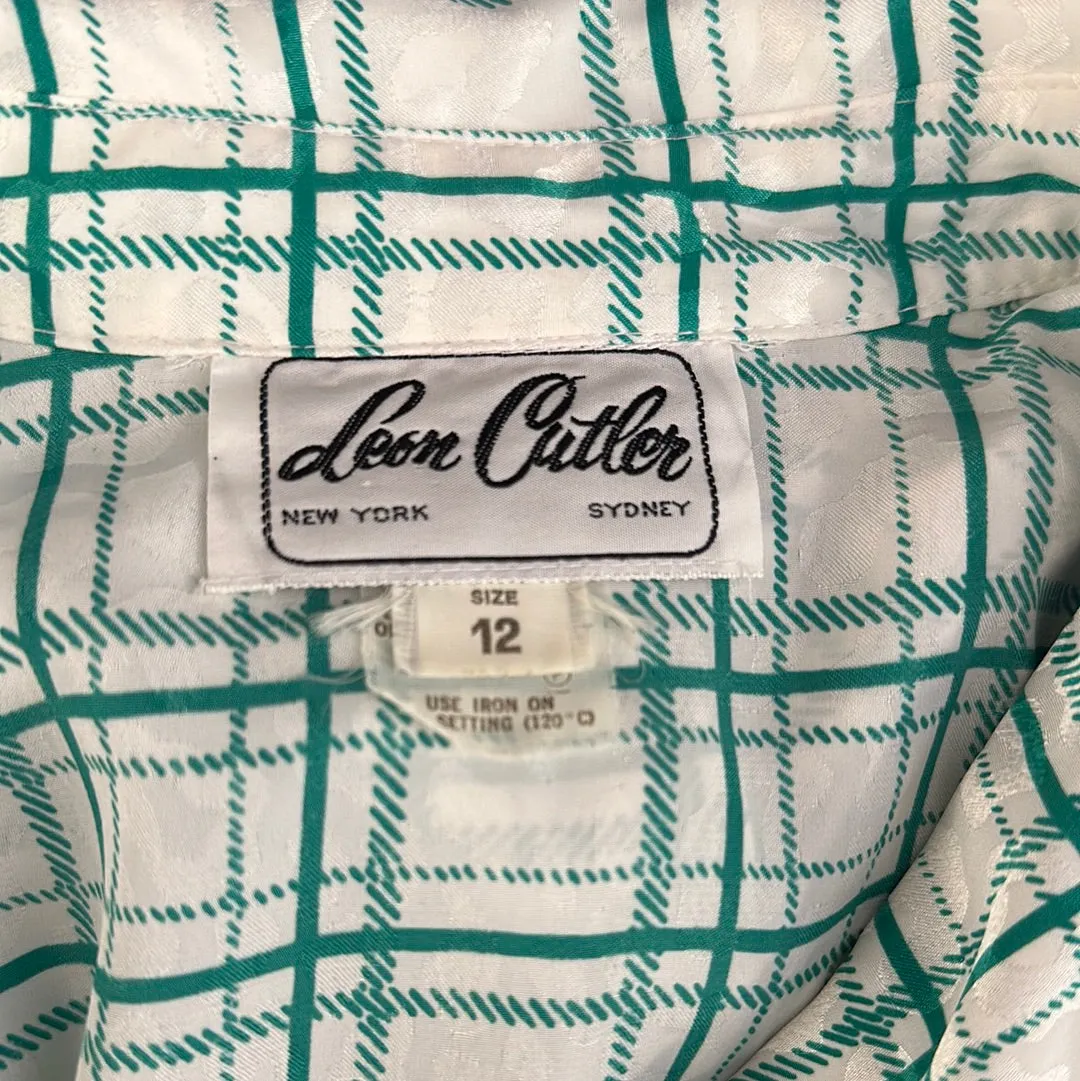 Leon Cutler
NEW YORK SYDNEY
SIZE
12
USE IRON ON
SETTING (120°C)